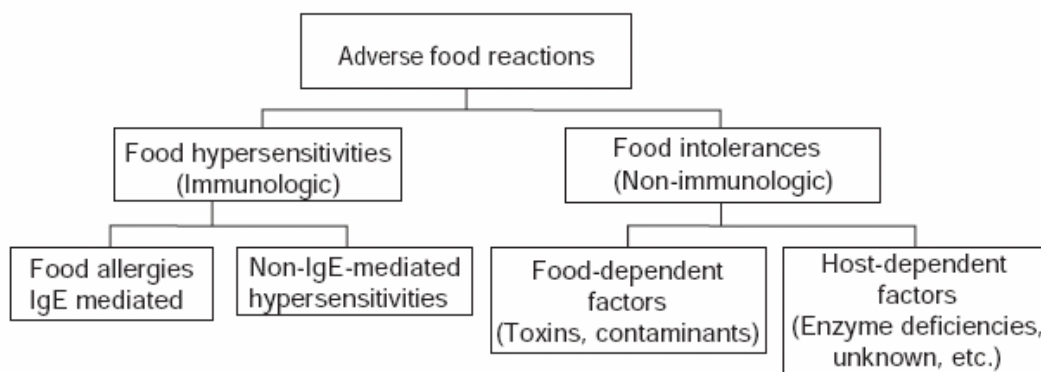 Adverse food reactions
Food hypersensitivities
(Immunologic)
Food intolerances
(Non-immunologic)
Food allergies
IgE mediated
Non-IgE-mediated
hypersensitivities
Food-dependent
factors
(Toxins, contaminants)
Host-dependent
factors
(Enzyme deficiencies,
unknown, etc.)